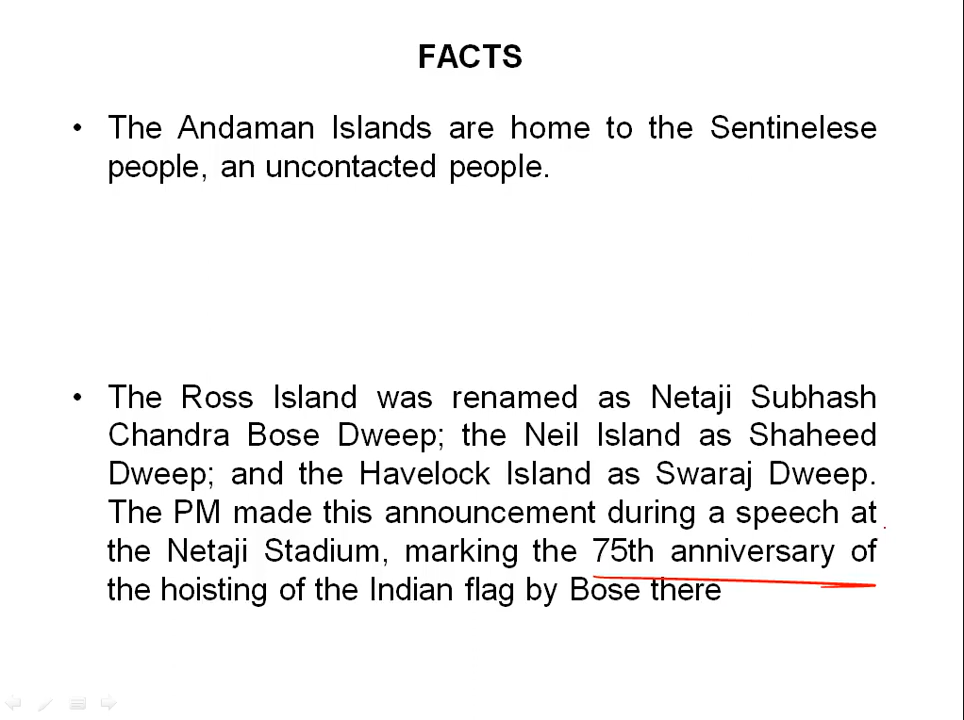 FACTS
• The Andaman Islands are home to the Sentinelese
people, an uncontacted people.
• The Ross Island was renamed as Netaji Subhash
Chandra Bose Dweep; the Neil Island as Shaheed
Dweep; and the Havelock Island as Swaraj Dweep.
The PM made this announcement during a speech at
the Netaji Stadium, marking the 75th anniversary of
the hoisting of the Indian flag by Bose there